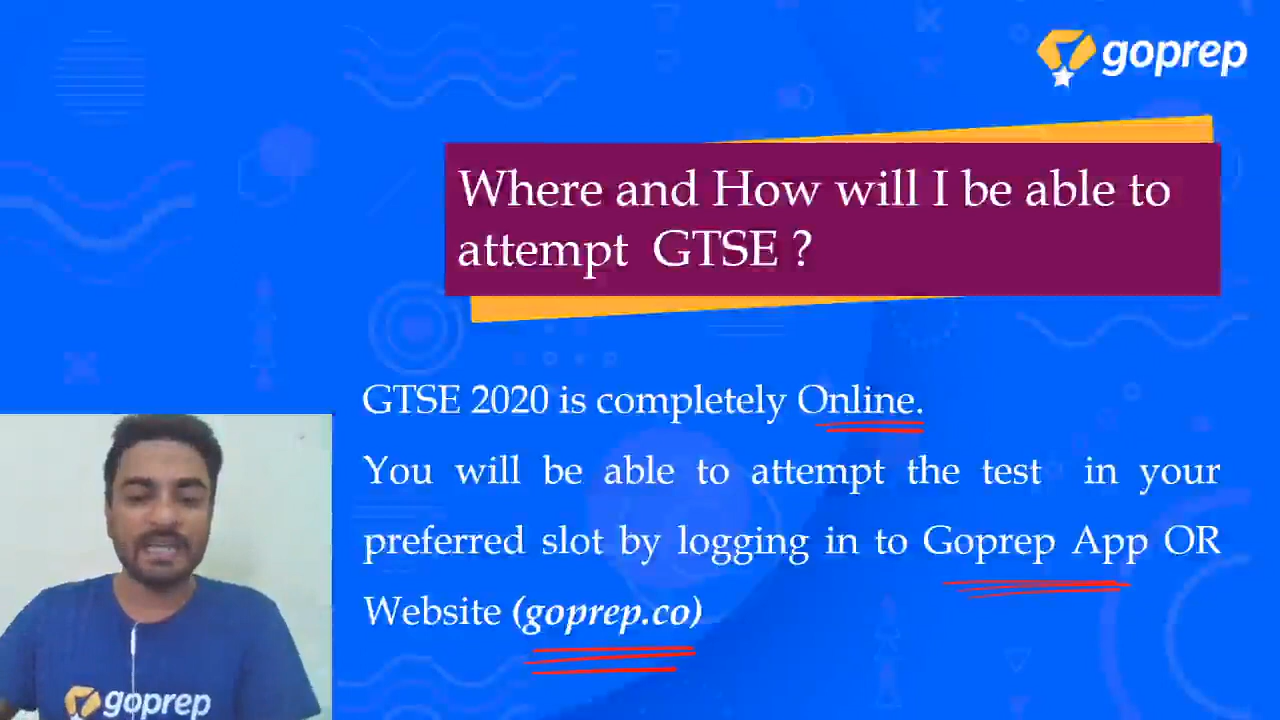 goprep
Where and How will I be able to
attempt GTSE ?
GTSE 2020 is completely Online.
You will be able to attempt the test in your
preferred slot by logging in to Goprep App OR
Website (goprep.co)
goprep